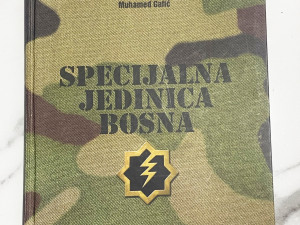 Muhamed Gafić
SPECIJALNA
JEDINICA
BOSNA